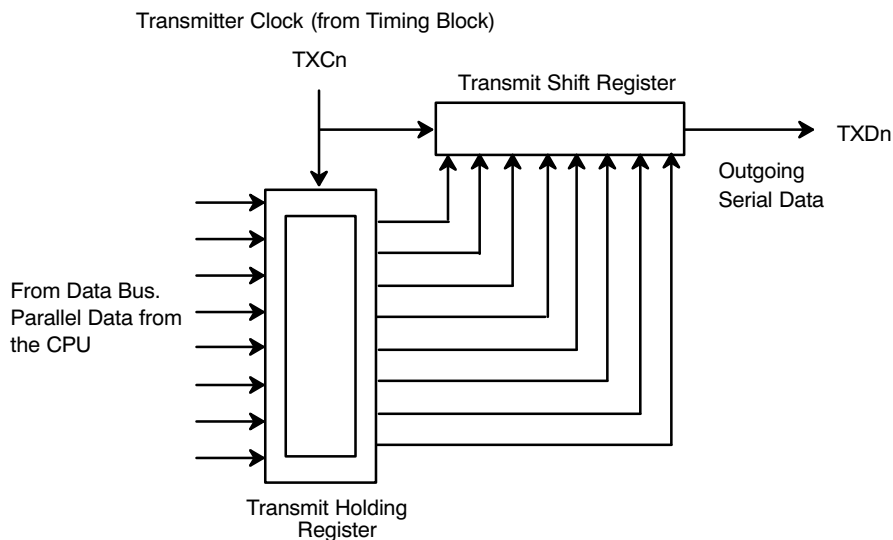 Transmitter Clock (from Timing Block)
TXCn
Transmit Shift Register
TXDn
Outgoing
Serial Data
From Data Bus.
Parallel Data from
the CPU
Transmit Holding
Register